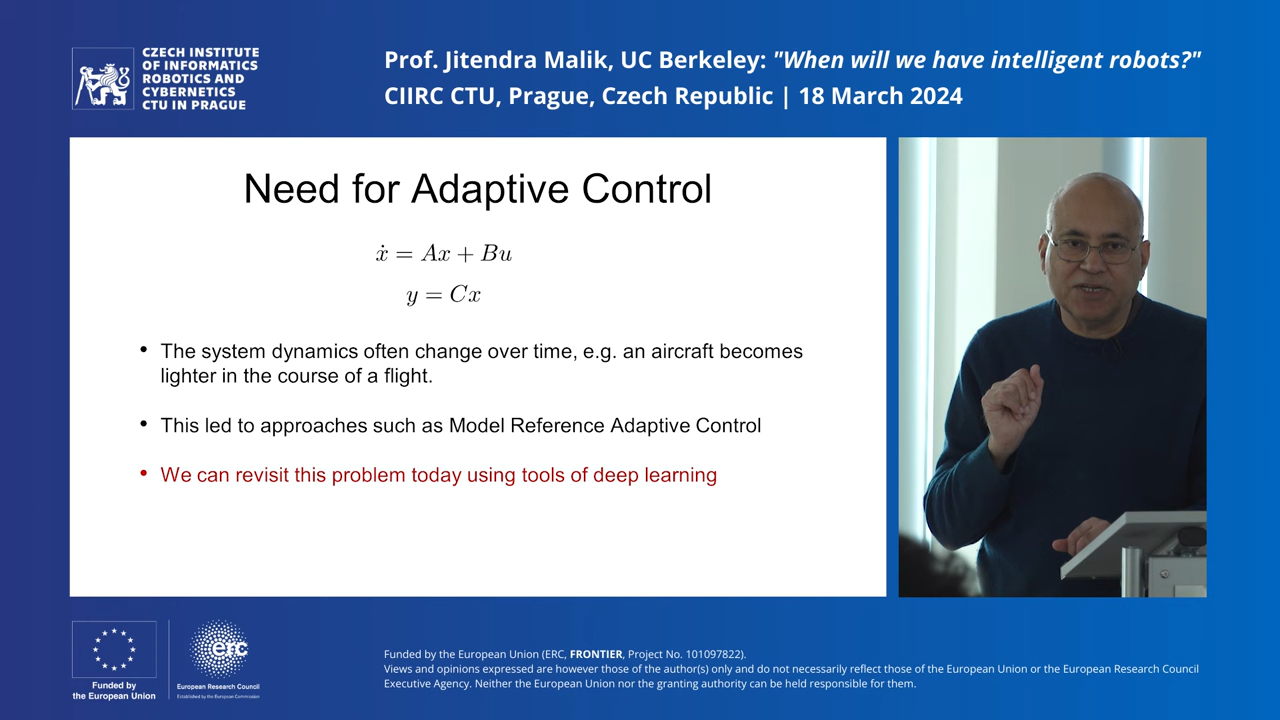 CZECH INSTITUTE
OF INFORMATICS
ROBOTICS AND
CYBERNETICS
CTU IN PRAGUE
Prof. Jitendra Malik, UC Berkeley: "When will we have intelligent robots?"
CIIRC CTU, Prague, Czech Republic | 18 March 2024
Need for Adaptive Control
ẋ = Ax + Bu
y = Cx
• The system dynamics often change over time, e.g. an aircraft becomes
lighter in the course of a flight.
• This led to approaches such as Model Reference Adaptive Control
• We can revisit this problem today using tools of deep learning
Funded by
the European Union
erc
European Research Council
Established by the European Commission
Funded by the European Union (ERC, FRONTIER, Project No. 101097822).
Views and opinions expressed are however those of the author(s) only and do not necessarily reflect those of the European Union or the European Research Council
Executive Agency. Neither the European Union nor the granting authority can be held responsible for them.